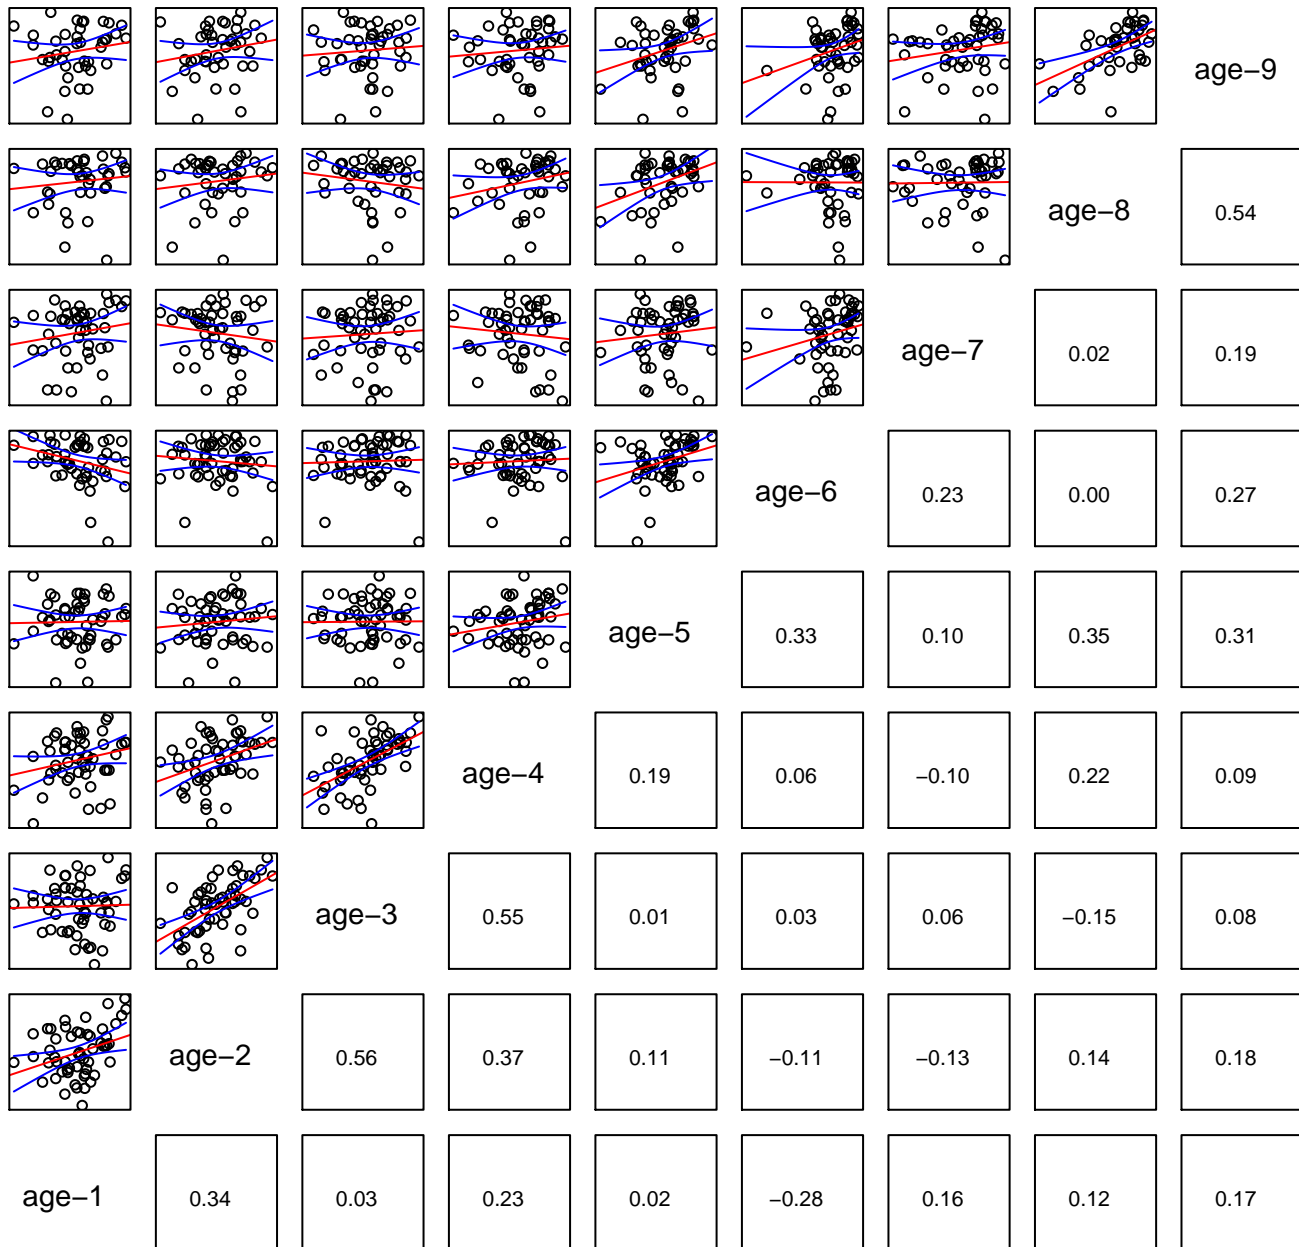 age−9
age−8 0.54
age−7 0.02 0.19
age−6 0.23 0.00 0.27
age−5 0.33 0.10 0.35 0.31
age−4 0.19 0.06 −0.10 0.22 0.09
age−3 0.55 0.01 0.03 0.06 −0.15 0.08
age−2 0.56 0.37 0.11 −0.11 −0.13 0.14 0.18
age−1 0.34 0.03 0.23 0.02 −0.28 0.16 0.12 0.17